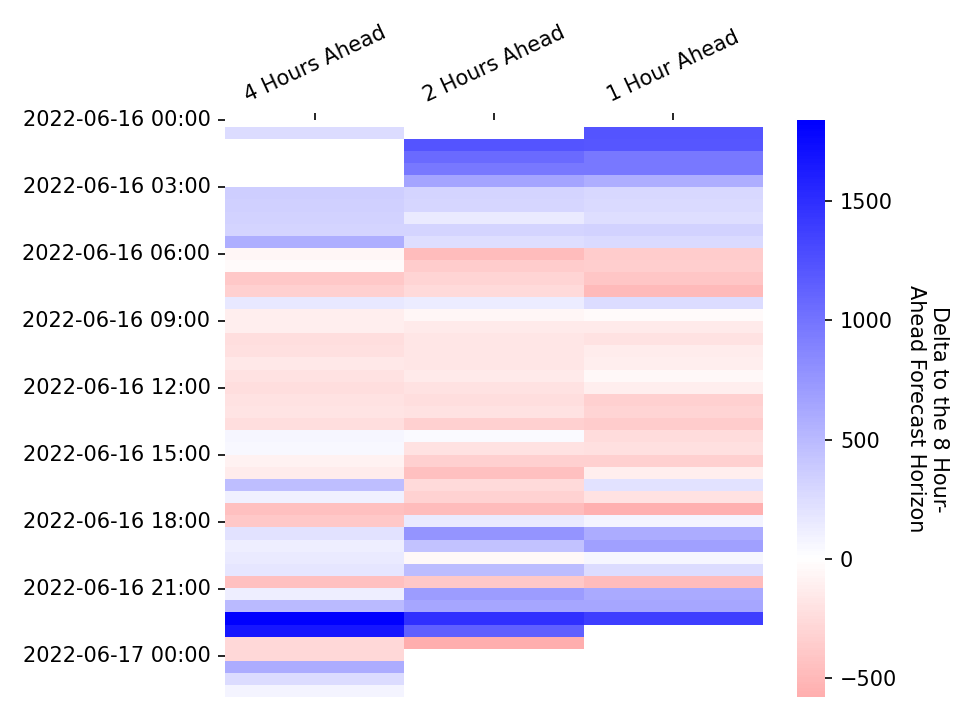 4 Hours Ahead
2 Hours Ahead
1 Hour Ahead
2022-06-16 00:00
2022-06-16 03:00
2022-06-16 06:00
2022-06-16 09:00
2022-06-16 12:00
2022-06-16 15:00
2022-06-16 18:00
2022-06-16 21:00
2022-06-17 00:00
1500
1000
500
0
−500
Delta to the 8 Hour-
Ahead Forecast Horizon